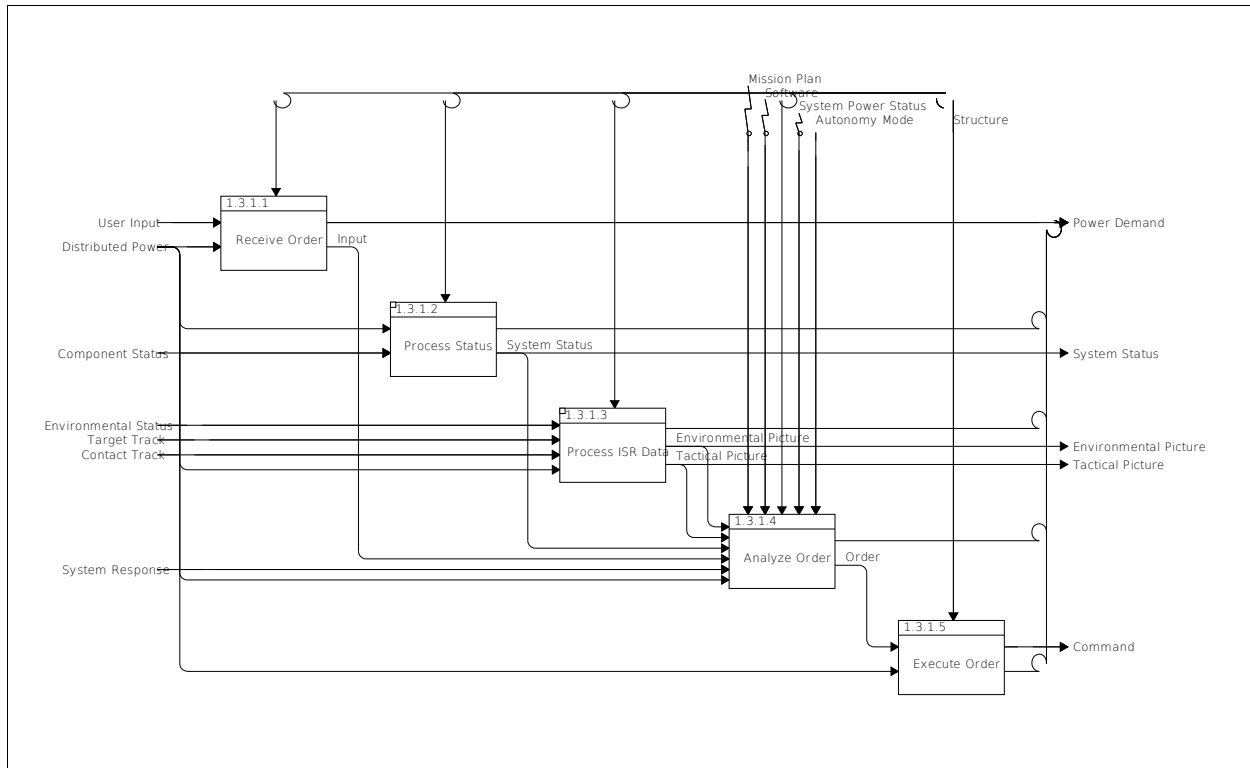 Mission Plan
Software
System Power Status
Autonomy Mode
Structure
1.3.1.1
User Input
Power Demand
Receive Order
Input
Distributed Power
1.3.1.2
Process Status
System Status
Component Status
System Status
1.3.1.3
Environmental Status
Environmental Picture
Target Track
Environmental Picture
Process ISR Data
Tactical Picture
Contact Track
Tactical Picture
1.3.1.4
Analyze Order
Order
System Response
1.3.1.5
Command
Execute Order